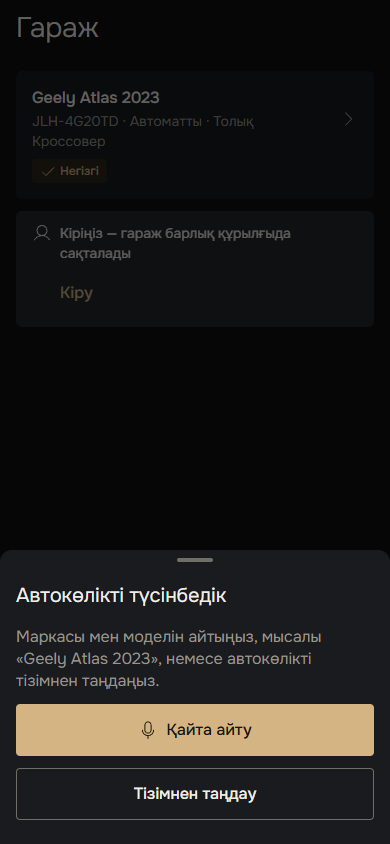 Гараж
Geely Atlas 2023
JLH-4G20TD · Автоматты · Толық
Кроссовер
Негізгі
Кіріңіз — гараж барлық құрылғыда
сақталады
Кіру
Автокөлікті түсінбедік
Маркасы мен моделін айтыңыз, мысалы
«Geely Atlas 2023», немесе автокөлікті
тізімнен таңдаңыз.
Қайта айту
Тізімнен таңдау